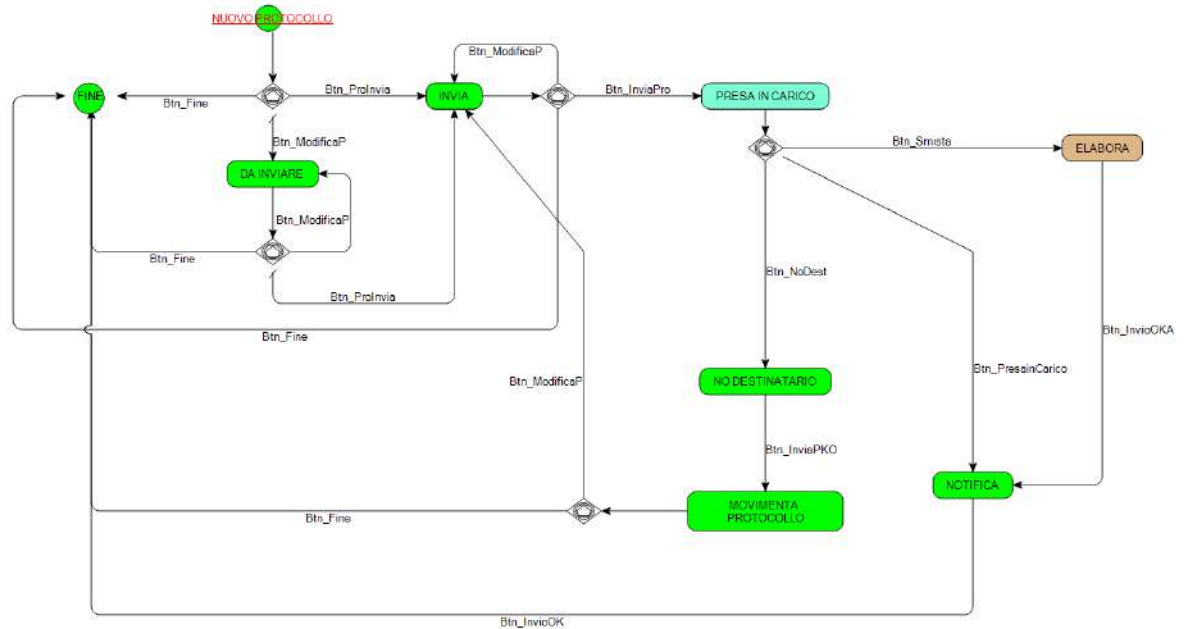 NUOVO PROTOCOLLO
Btn_ModificaP
FINE
Btn_Fine
Btn_ProInvia
INVIA
Btn_InviaPro
PRESA IN CARICO
Btn_Smista
ELABORA
Btn_ModificaP
DA INVIARE
Btn_ModificaP
Btn_Fine
Btn_ProInvia
Btn_NoDest
Btn_Fine
Btn_InvioOKA
Btn_ModificaP
NO DESTINATARIO
Btn_PresainCarico
Btn_InviaPKO
NOTIFICA
MOVIMENTA
PROTOCOLLO
Btn_Fine
Btn_InvioOK